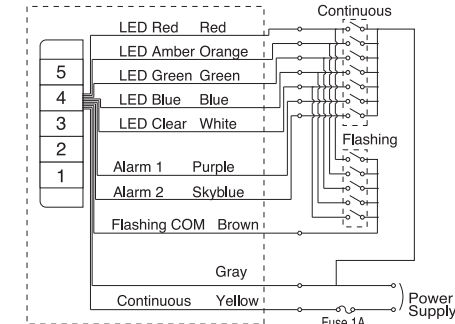 Continuous
LED Red Red
LED Amber Orange
LED Green Green
LED Blue Blue
LED Clear White
5
4
3
2
1
Flashing
Alarm 1 Purple
Alarm 2 Skyblue
Flashing COM Brown
Gray
Continuous Yellow
Power
Supply
Fuse 1A